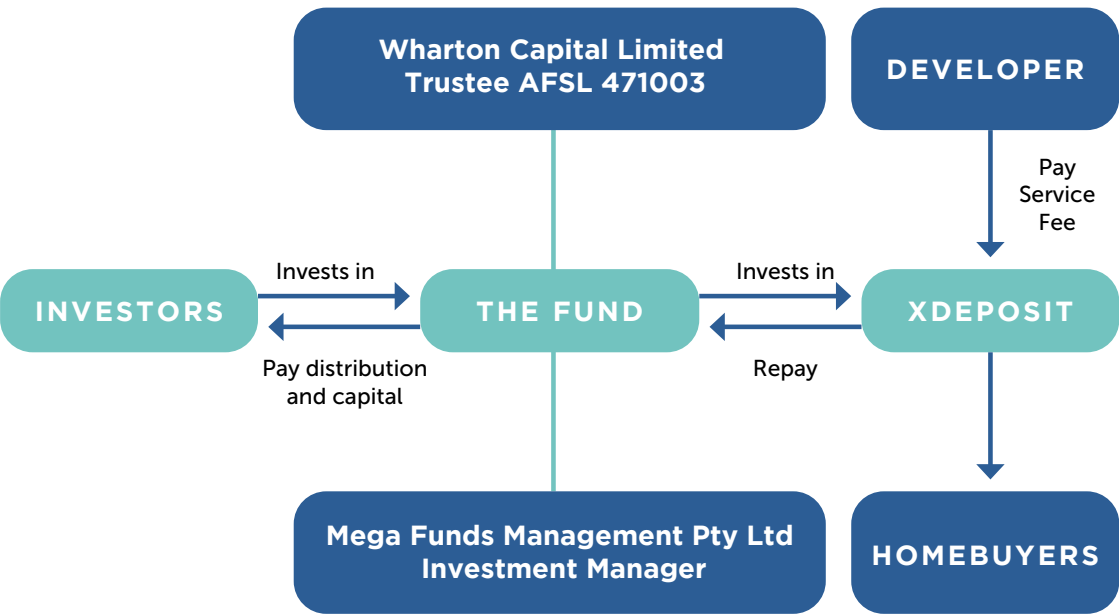 Wharton Capital Limited
Trustee AFSL 471003
DEVELOPER
Pay
Service
Fee
Invests in
Invests in
INVESTORS
THE FUND
XDEPOSIT
Pay distribution
and capital
Repay
Mega Funds Management Pty Ltd
Investment Manager
HOMEBUYERS